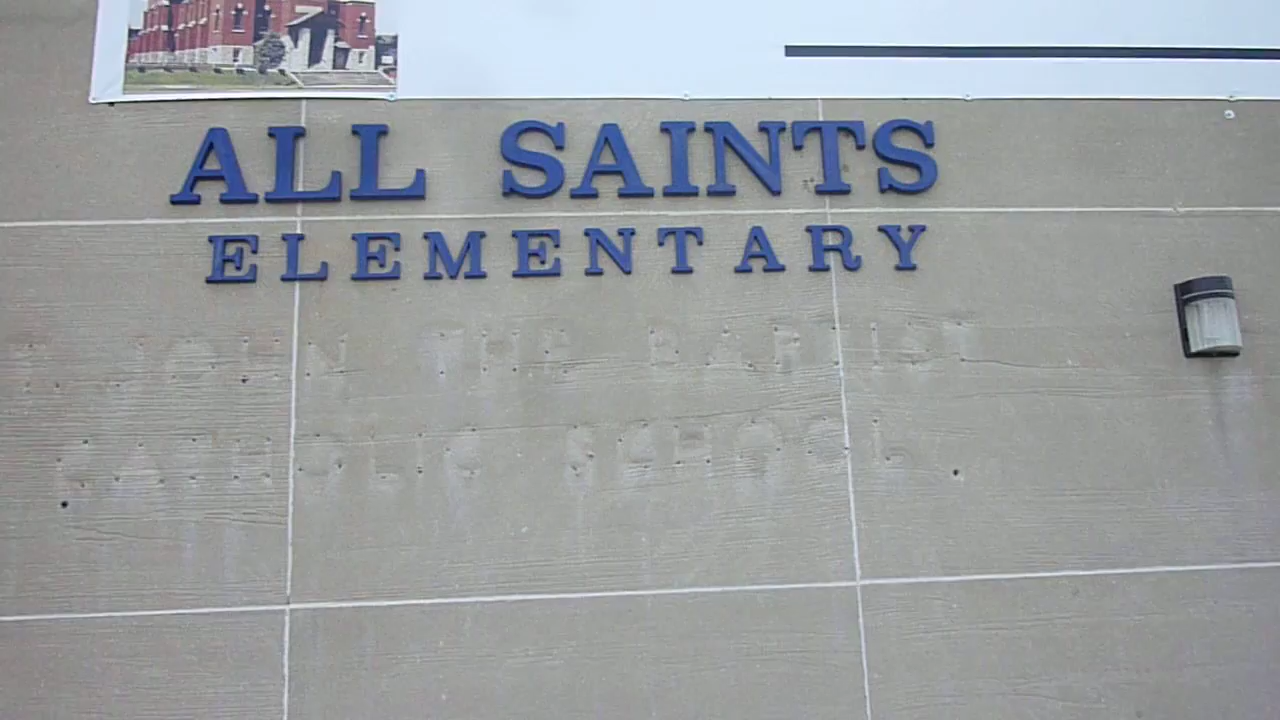 ALL SAINTS
ELEMENTARY
JOHN THE BAPTIST
CATHOLIC SCHOOL